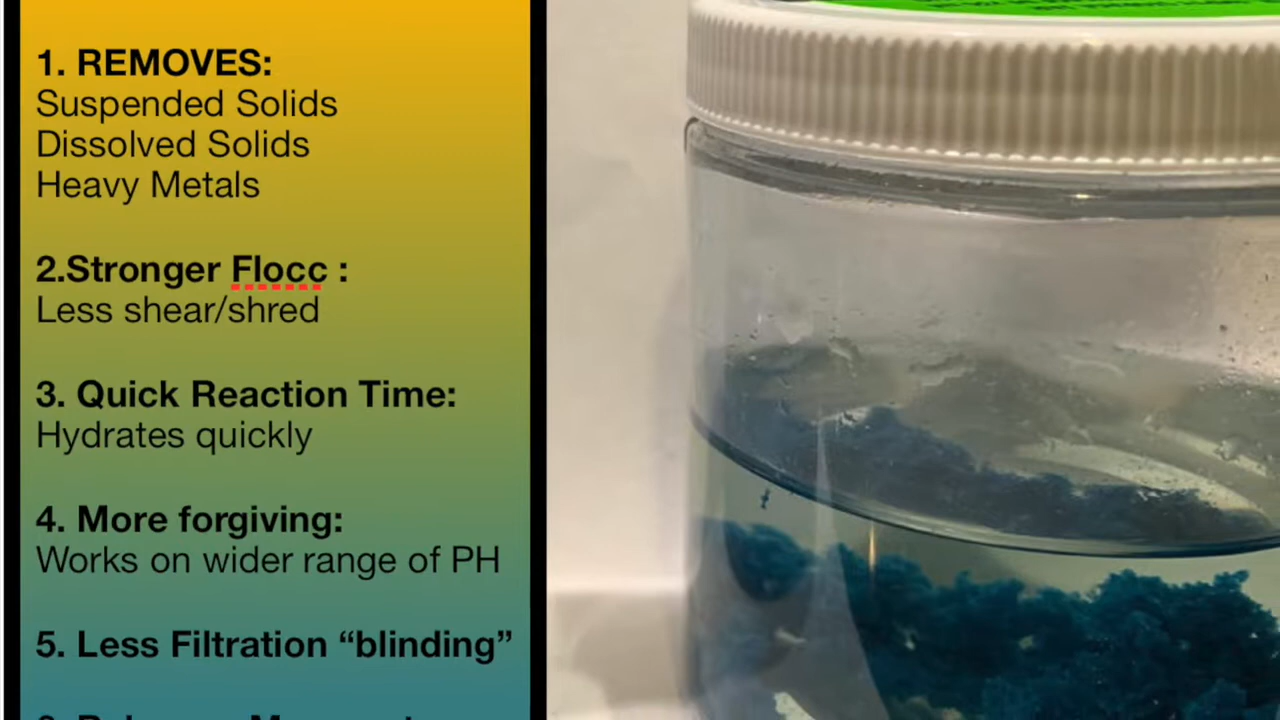 1. REMOVES:
Suspended Solids
Dissolved Solids
Heavy Metals
2.Stronger Flocc :
Less shear/shred
3. Quick Reaction Time:
Hydrates quickly
4. More forgiving:
Works on wider range of PH
5. Less Filtration “blinding”